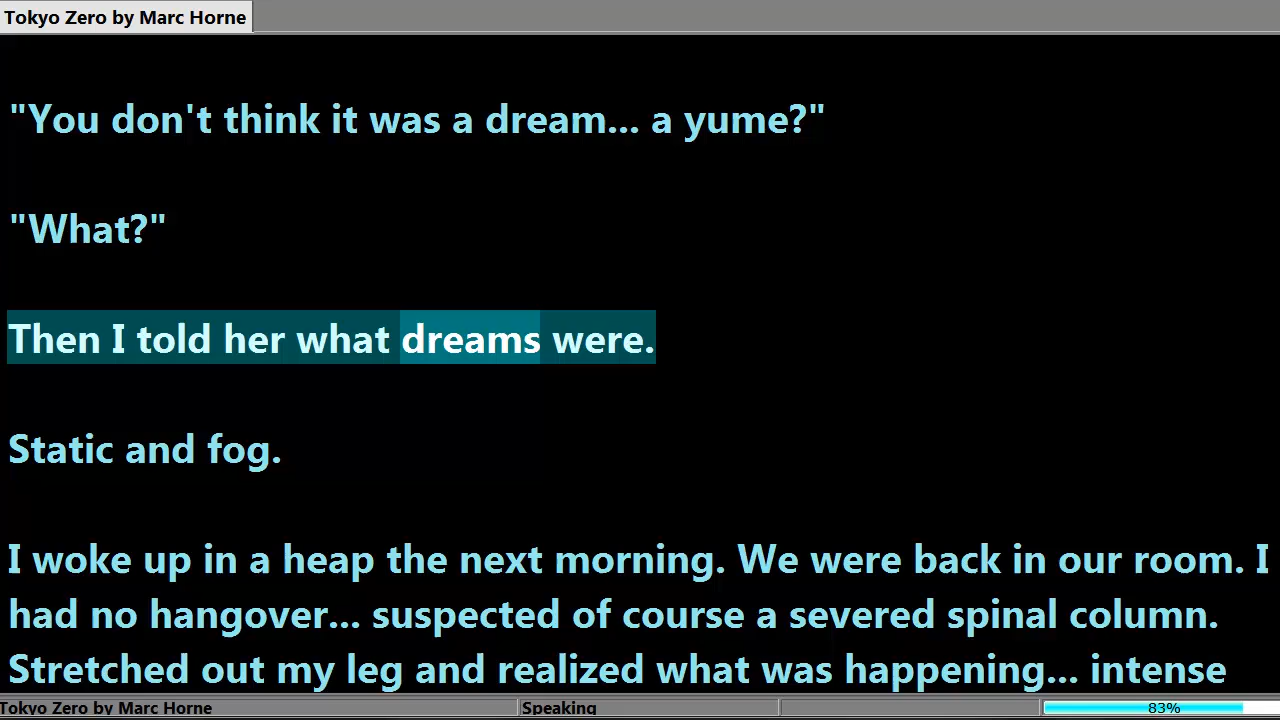 Tokyo Zero by Marc Horne
"You don't think it was a dream... a yume?"
"What?"
Then I told her what dreams were.
Static and fog.
I woke up in a heap the next morning. We were back in our room. I
had no hangover... suspected of course a severed spinal column.
Stretched out my leg and realized what was happening... intense
Tokyo Zero by Marc Horne
Speaking
83%